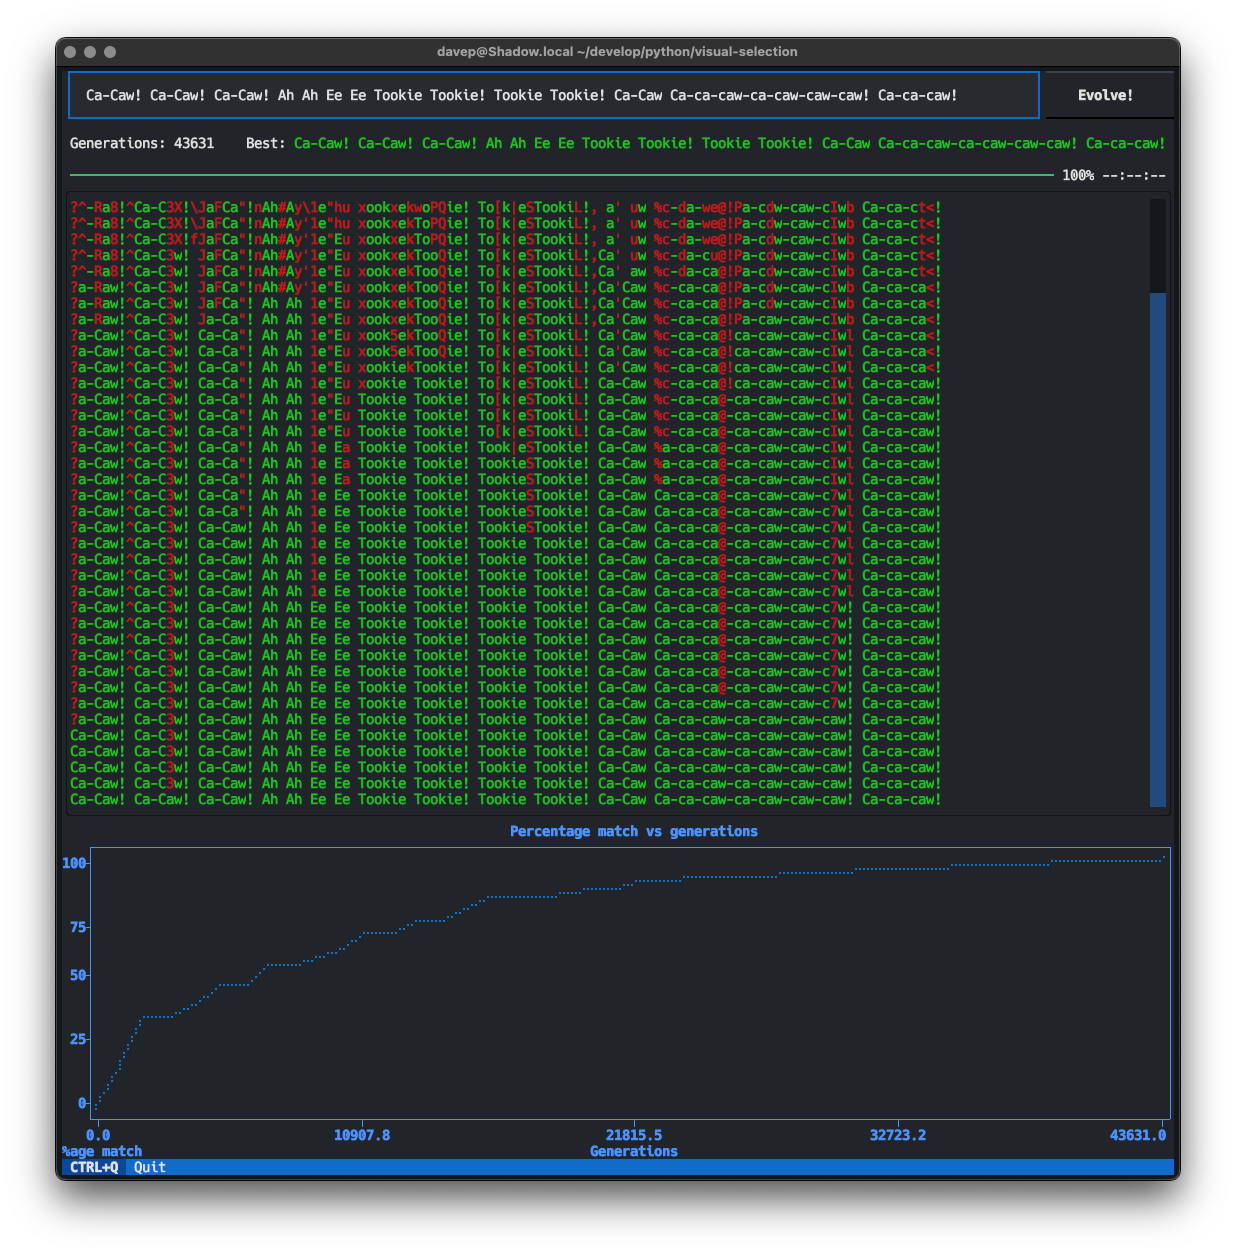 davep@Shadow.local ~/develop/python/visual-selection
Ca-Caw! Ca-Caw! Ca-Caw! Ah Ah Ee Ee Tookie Tookie! Tookie Tookie! Ca-Caw Ca-ca-caw-ca-caw-caw-caw! Ca-ca-caw! Evolve!
Generations: 43631 Best: Ca-Caw! Ca-Caw! Ca-Caw! Ah Ah Ee Ee Tookie Tookie! Tookie Tookie! Ca-Caw Ca-ca-caw-ca-caw-caw-caw! Ca-ca-caw!
100% --:--:--
?^-Ra8!^Ca-C3X!\JaFCa"!nAh#Ay\1e"hu xookxekwoPQie! To[k|eSTookiL!, a' uw %c-da-we@!Pa-cdw-caw-cIwb Ca-ca-ct<!
?^-Ra8!^Ca-C3X!\JaFCa"!nAh#Ay'1e"hu xookxekToPQie! To[k|eSTookiL!, a' uw %c-da-we@!Pa-cdw-caw-cIwb Ca-ca-ct<!
?^-Ra8!^Ca-C3X!fJaFCa"!nAh#Ay'1e"Eu xookxekToPQie! To[k|eSTookiL!, a' uw %c-da-we@!Pa-cdw-caw-cIwb Ca-ca-ct<!
?^-Ra8!^Ca-C3w! JaFCa"!nAh#Ay'1e"Eu xookxekTooQie! To[k|eSTookiL!,Ca' uw %c-da-cu@!Pa-cdw-caw-cIwb Ca-ca-ct<!
?^-Ra8!^Ca-C3w! JaFCa"!nAh#Ay'1e"Eu xookxekTooQie! To[k|eSTookiL!,Ca' aw %c-da-ca@!Pa-cdw-caw-cIwb Ca-ca-ct<!
?a-Raw!^Ca-C3w! JaFCa"!nAh#Ay'1e"Eu xookxekTooQie! To[k|eSTookiL!,Ca'Caw %c-ca-ca@!Pa-cdw-caw-cIwb Ca-ca-ca<!
?a-Raw!^Ca-C3w! JaFCa"! Ah Ah 1e"Eu xookxekTooQie! To[k|eSTookiL!,Ca'Caw %c-ca-ca@!Pa-cdw-caw-cIwb Ca-ca-ca<!
?a-Raw!^Ca-C3w! Ja-Ca"! Ah Ah 1e"Eu xookxekTooQie! To[k|eSTookiL!,Ca'Caw %c-ca-ca@!Pa-caw-caw-cIwb Ca-ca-ca<!
?a-Caw!^Ca-C3w! Ca-Ca"! Ah Ah 1e"Eu xook5ekTooQie! To[k|eSTookiL! Ca'Caw %c-ca-ca@!ca-caw-caw-cIwl Ca-ca-ca<!
?a-Caw!^Ca-C3w! Ca-Ca"! Ah Ah 1e"Eu xook5ekTooQie! To[k|eSTookiL! Ca'Caw %c-ca-ca@!ca-caw-caw-cIwl Ca-ca-ca<!
?a-Caw!^Ca-C3w! Ca-Ca"! Ah Ah 1e"Eu xookiekTookie! To[k|eSTookiL! Ca'Caw %c-ca-ca@!ca-caw-caw-cIwl Ca-ca-ca<!
?a-Caw!^Ca-C3w! Ca-Ca"! Ah Ah 1e"Eu xookie Tookie! To[k|eSTookiL! Ca-Caw %c-ca-ca@!ca-caw-caw-cIwl Ca-ca-caw!
?a-Caw!^Ca-C3w! Ca-Ca"! Ah Ah 1e"Eu Tookie Tookie! To[k|eSTookiL! Ca-Caw %c-ca-ca@-ca-caw-caw-cIwl Ca-ca-caw!
?a-Caw!^Ca-C3w! Ca-Ca"! Ah Ah 1e"Eu Tookie Tookie! To[k|eSTookiL! Ca-Caw %c-ca-ca@-ca-caw-caw-cIwl Ca-ca-caw!
?a-Caw!^Ca-C3w! Ca-Ca"! Ah Ah 1e"Eu Tookie Tookie! To[k|eSTookiL! Ca-Caw %c-ca-ca@-ca-caw-caw-cIwl Ca-ca-caw!
?a-Caw!^Ca-C3w! Ca-Ca"! Ah Ah 1e Ea Tookie Tookie! Took|eSTookie! Ca-Caw %a-ca-ca@-ca-caw-caw-cIwl Ca-ca-caw!
?a-Caw!^Ca-C3w! Ca-Ca"! Ah Ah 1e Ea Tookie Tookie! TookieSTookie! Ca-Caw %a-ca-ca@-ca-caw-caw-cIwl Ca-ca-caw!
?a-Caw!^Ca-C3w! Ca-Ca"! Ah Ah 1e Ea Tookie Tookie! TookieSTookie! Ca-Caw %a-ca-ca@-ca-caw-caw-cIwl Ca-ca-caw!
?a-Caw!^Ca-C3w! Ca-Ca"! Ah Ah 1e Ee Tookie Tookie! TookieSTookie! Ca-Caw Ca-ca-ca@-ca-caw-caw-c7wl Ca-ca-caw!
?a-Caw!^Ca-C3w! Ca-Ca"! Ah Ah 1e Ee Tookie Tookie! TookieSTookie! Ca-Caw Ca-ca-ca@-ca-caw-caw-c7wl Ca-ca-caw!
?a-Caw!^Ca-C3w! Ca-Caw! Ah Ah 1e Ee Tookie Tookie! TookieSTookie! Ca-Caw Ca-ca-ca@-ca-caw-caw-c7wl Ca-ca-caw!
?a-Caw!^Ca-C3w! Ca-Caw! Ah Ah 1e Ee Tookie Tookie! Tookie Tookie! Ca-Caw Ca-ca-ca@-ca-caw-caw-c7wl Ca-ca-caw!
?a-Caw!^Ca-C3w! Ca-Caw! Ah Ah 1e Ee Tookie Tookie! Tookie Tookie! Ca-Caw Ca-ca-ca@-ca-caw-caw-c7wl Ca-ca-caw!
?a-Caw!^Ca-C3w! Ca-Caw! Ah Ah 1e Ee Tookie Tookie! Tookie Tookie! Ca-Caw Ca-ca-ca@-ca-caw-caw-c7wl Ca-ca-caw!
?a-Caw!^Ca-C3w! Ca-Caw! Ah Ah 1e Ee Tookie Tookie! Tookie Tookie! Ca-Caw Ca-ca-ca@-ca-caw-caw-c7wl Ca-ca-caw!
?a-Caw!^Ca-C3w! Ca-Caw! Ah Ah Ee Ee Tookie Tookie! Tookie Tookie! Ca-Caw Ca-ca-ca@-ca-caw-caw-c7w! Ca-ca-caw!
?a-Caw!^Ca-C3w! Ca-Caw! Ah Ah Ee Ee Tookie Tookie! Tookie Tookie! Ca-Caw Ca-ca-ca@-ca-caw-caw-c7w! Ca-ca-caw!
?a-Caw!^Ca-C3w! Ca-Caw! Ah Ah Ee Ee Tookie Tookie! Tookie Tookie! Ca-Caw Ca-ca-ca@-ca-caw-caw-c7w! Ca-ca-caw!
?a-Caw!^Ca-C3w! Ca-Caw! Ah Ah Ee Ee Tookie Tookie! Tookie Tookie! Ca-Caw Ca-ca-ca@-ca-caw-caw-c7w! Ca-ca-caw!
?a-Caw!^Ca-C3w! Ca-Caw! Ah Ah Ee Ee Tookie Tookie! Tookie Tookie! Ca-Caw Ca-ca-ca@-ca-caw-caw-c7w! Ca-ca-caw!
?a-Caw! Ca-C3w! Ca-Caw! Ah Ah Ee Ee Tookie Tookie! Tookie Tookie! Ca-Caw Ca-ca-ca@-ca-caw-caw-c7w! Ca-ca-caw!
?a-Caw! Ca-C3w! Ca-Caw! Ah Ah Ee Ee Tookie Tookie! Tookie Tookie! Ca-Caw Ca-ca-caw-ca-caw-caw-c7w! Ca-ca-caw!
?a-Caw! Ca-C3w! Ca-Caw! Ah Ah Ee Ee Tookie Tookie! Tookie Tookie! Ca-Caw Ca-ca-caw-ca-caw-caw-caw! Ca-ca-caw!
Ca-Caw! Ca-C3w! Ca-Caw! Ah Ah Ee Ee Tookie Tookie! Tookie Tookie! Ca-Caw Ca-ca-caw-ca-caw-caw-caw! Ca-ca-caw!
Ca-Caw! Ca-C3w! Ca-Caw! Ah Ah Ee Ee Tookie Tookie! Tookie Tookie! Ca-Caw Ca-ca-caw-ca-caw-caw-caw! Ca-ca-caw!
Ca-Caw! Ca-C3w! Ca-Caw! Ah Ah Ee Ee Tookie Tookie! Tookie Tookie! Ca-Caw Ca-ca-caw-ca-caw-caw-caw! Ca-ca-caw!
Ca-Caw! Ca-C3w! Ca-Caw! Ah Ah Ee Ee Tookie Tookie! Tookie Tookie! Ca-Caw Ca-ca-caw-ca-caw-caw-caw! Ca-ca-caw!
Ca-Caw! Ca-Caw! Ca-Caw! Ah Ah Ee Ee Tookie Tookie! Tookie Tookie! Ca-Caw Ca-ca-caw-ca-caw-caw-caw! Ca-ca-caw!
Percentage match vs generations
100
75
50
25
0
0.0 10907.8 21815.5 32723.2 43631.0
%age match Generations
CTRL+Q Quit